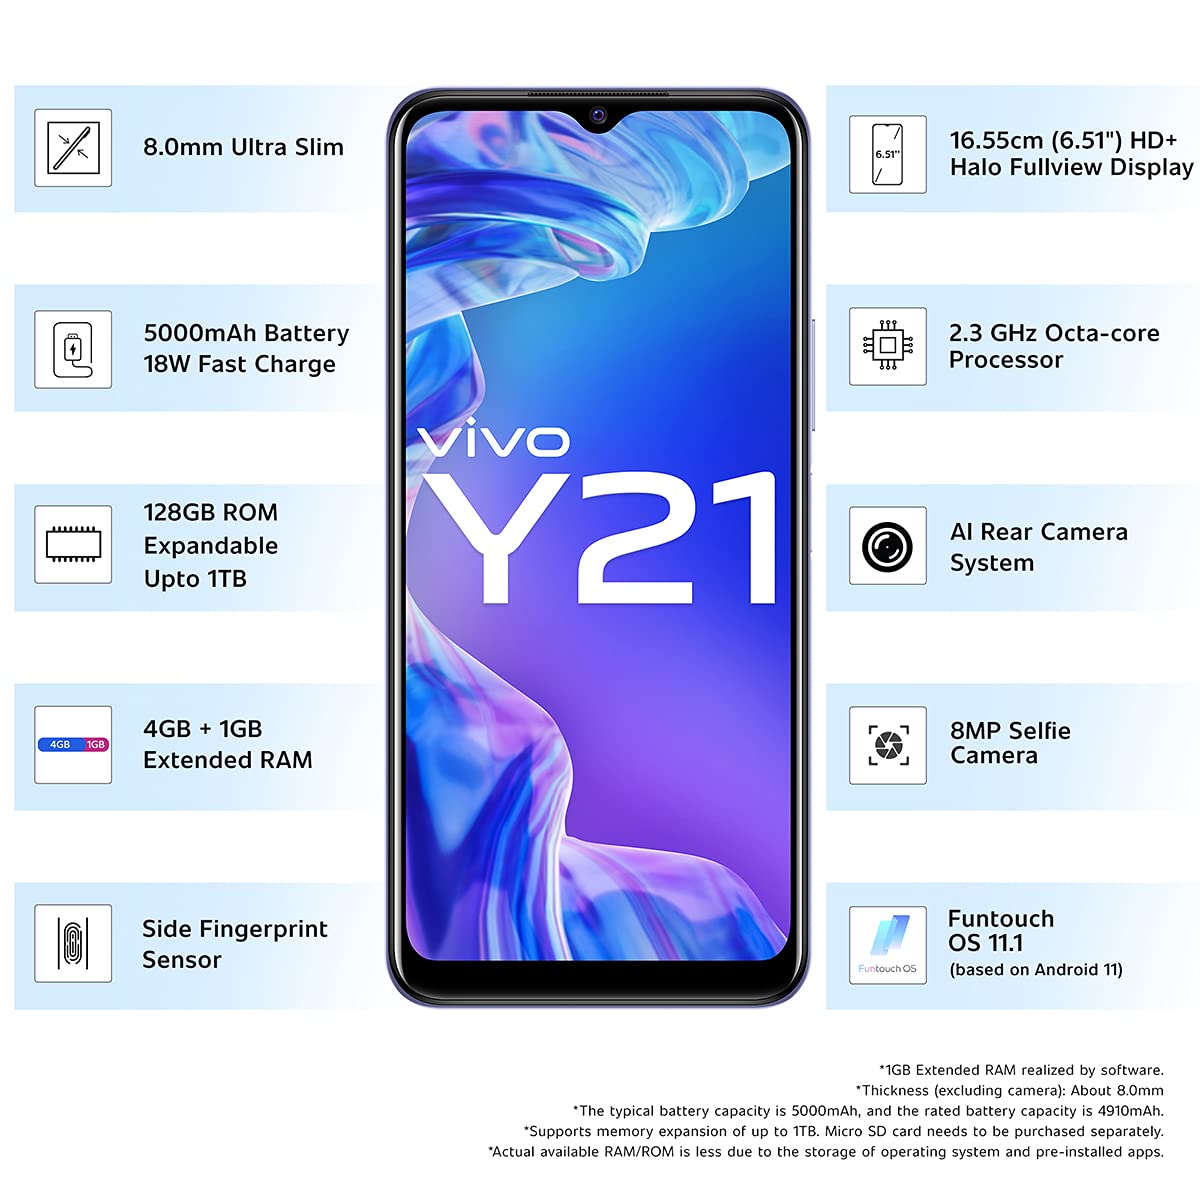 8.0mm Ultra Slim
5000mAh Battery
18W Fast Charge
128GB ROM
Expandable
Upto 1TB
4GB 1GB
4GB + 1GB
Extended RAM
Side Fingerprint
Sensor
vivo
Y21
6.51"
16.55cm (6.51") HD+
Halo Fullview Display
2.3 GHz Octa-core
Processor
AI Rear Camera
System
8MP Selfie
Camera
Funtouch OS
Funtouch
OS 11.1
(based on Android 11)
*1GB Extended RAM realized by software.
*Thickness (excluding camera): About 8.0mm
*The typical battery capacity is 5000mAh, and the rated battery capacity is 4910mAh.
*Supports memory expansion of up to 1TB. Micro SD card needs to be purchased separately.
*Actual available RAM/ROM is less due to the storage of operating system and pre-installed apps.